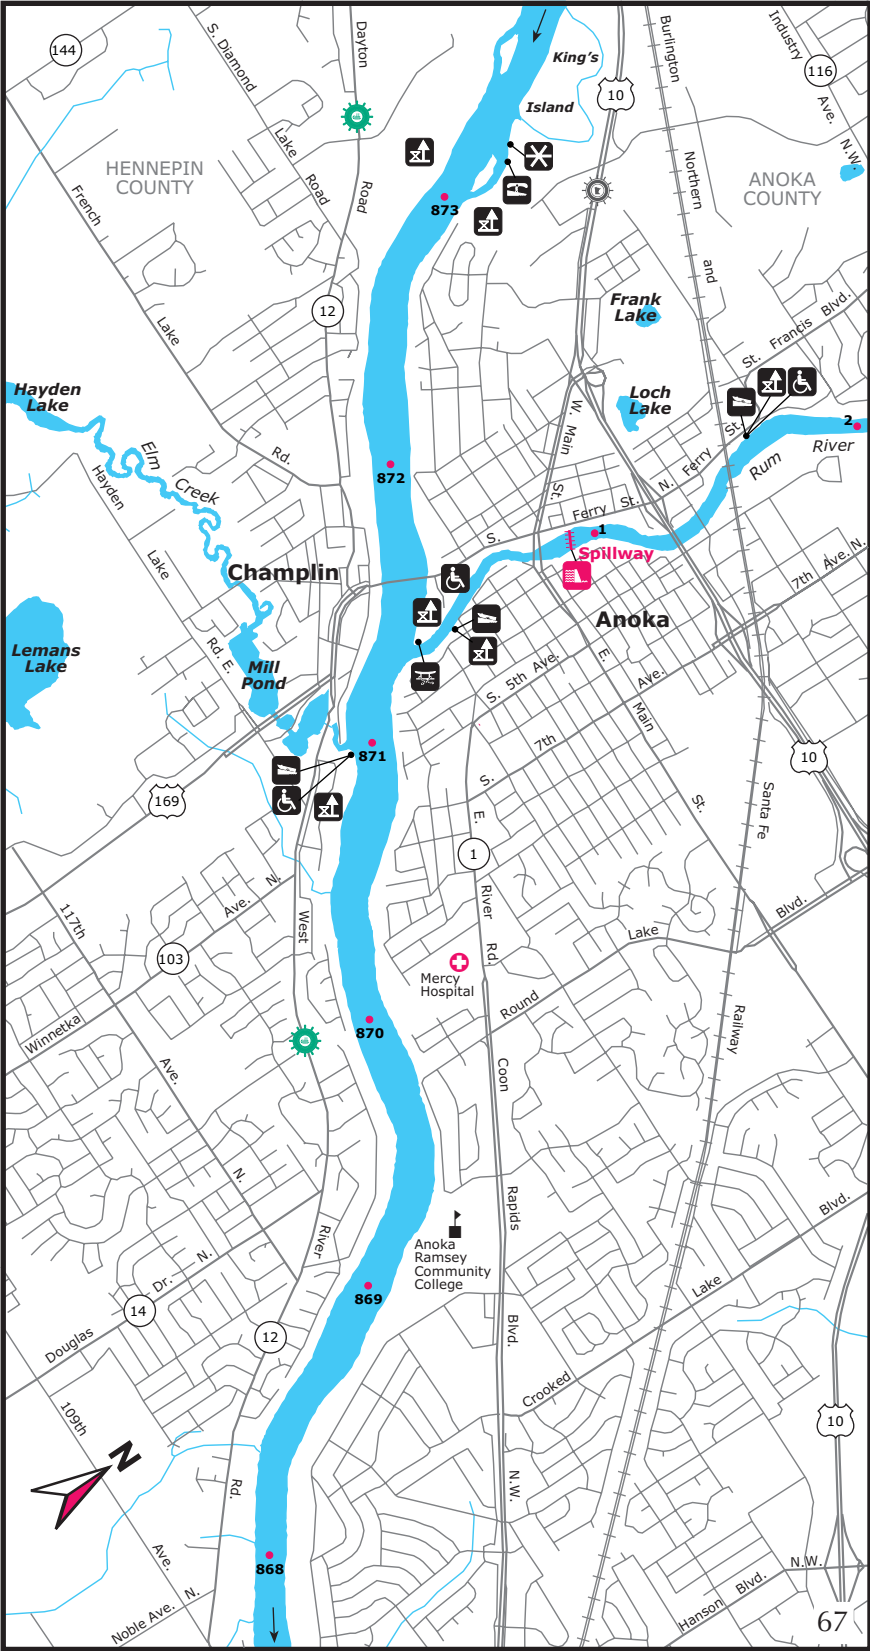 144
S. Diamond
Lake
Road
Dayton
Road
King's
Island
10
Burlington
Northern
and
Santa Fe
Railway
Industry
Ave.
N.W.
116
HENNEPIN
COUNTY
ANOKA
COUNTY
French
Lake
Rd.
873
12
Frank
Lake
Loch
Lake
St. Francis Blvd.
Hayden
Lake
Elm
Creek
Hayden
Lake
Rd. E.
872
W. Main
St.
S. Ferry St.
N. Ferry St.
2
Rum River
1
Spillway
7th Ave. N.
Champlin
Anoka
Lemans
Lake
Mill
Pond
S. 5th Ave.
S. 7th Ave.
E. Main St.
871
169
10
E. River Rd.
1
117th
Ave.
N.
Winnetka
Ave. N.
103
West
River
Rd.
Mercy
Hospital
Round
Lake
Blvd.
870
Coon
Rapids
Blvd.
N.W.
Anoka
Ramsey
Community
College
869
Douglas
Dr. N.
14
12
Crooked
Lake
Blvd.
109th
Ave.
N
10
868
Noble Ave. N.
Hanson Blvd.
N.W.
67